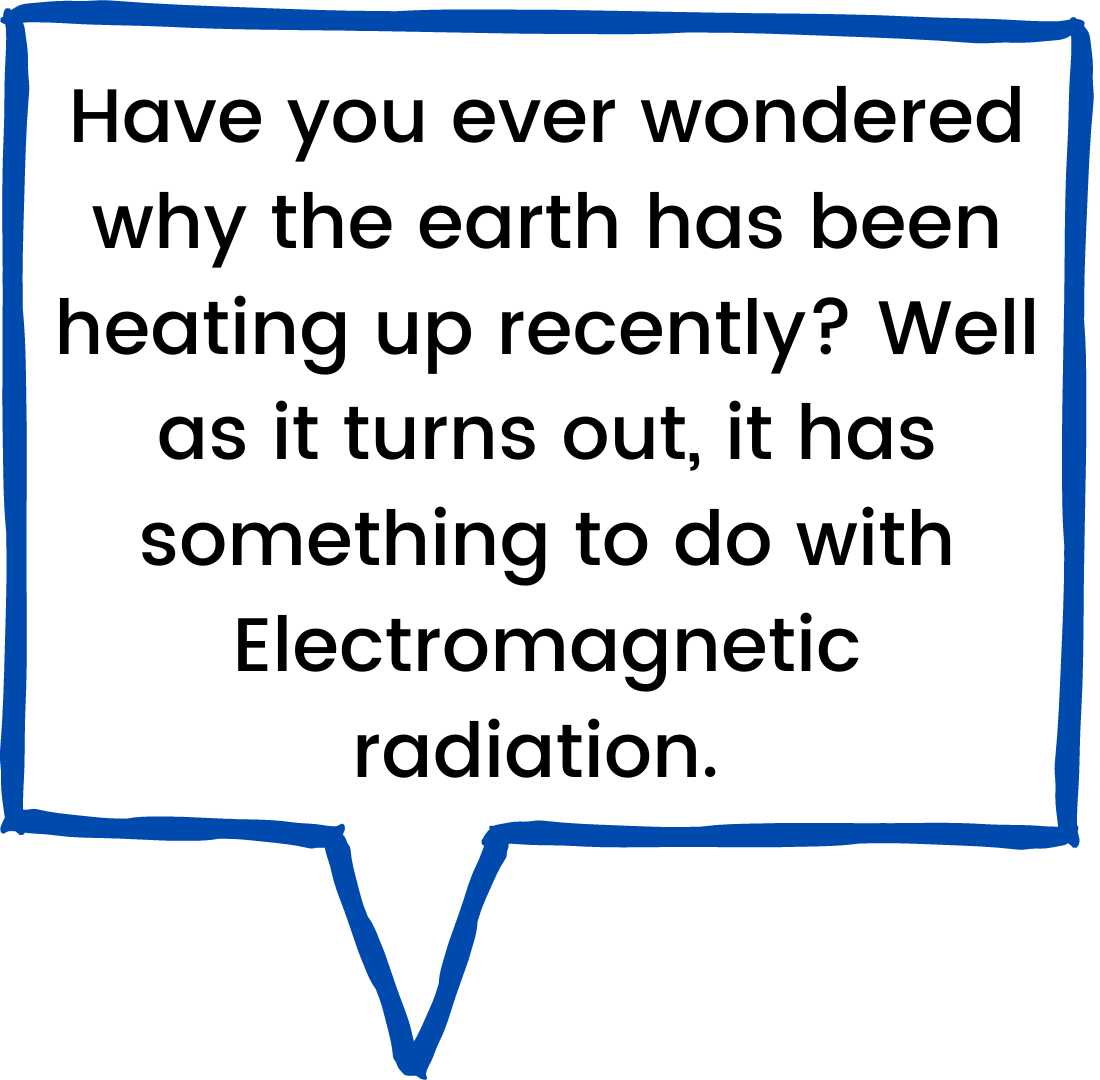 Have you ever wondered
why the earth has been
heating up recently? Well
as it turns out, it has
something to do with
Electromagnetic
radiation.